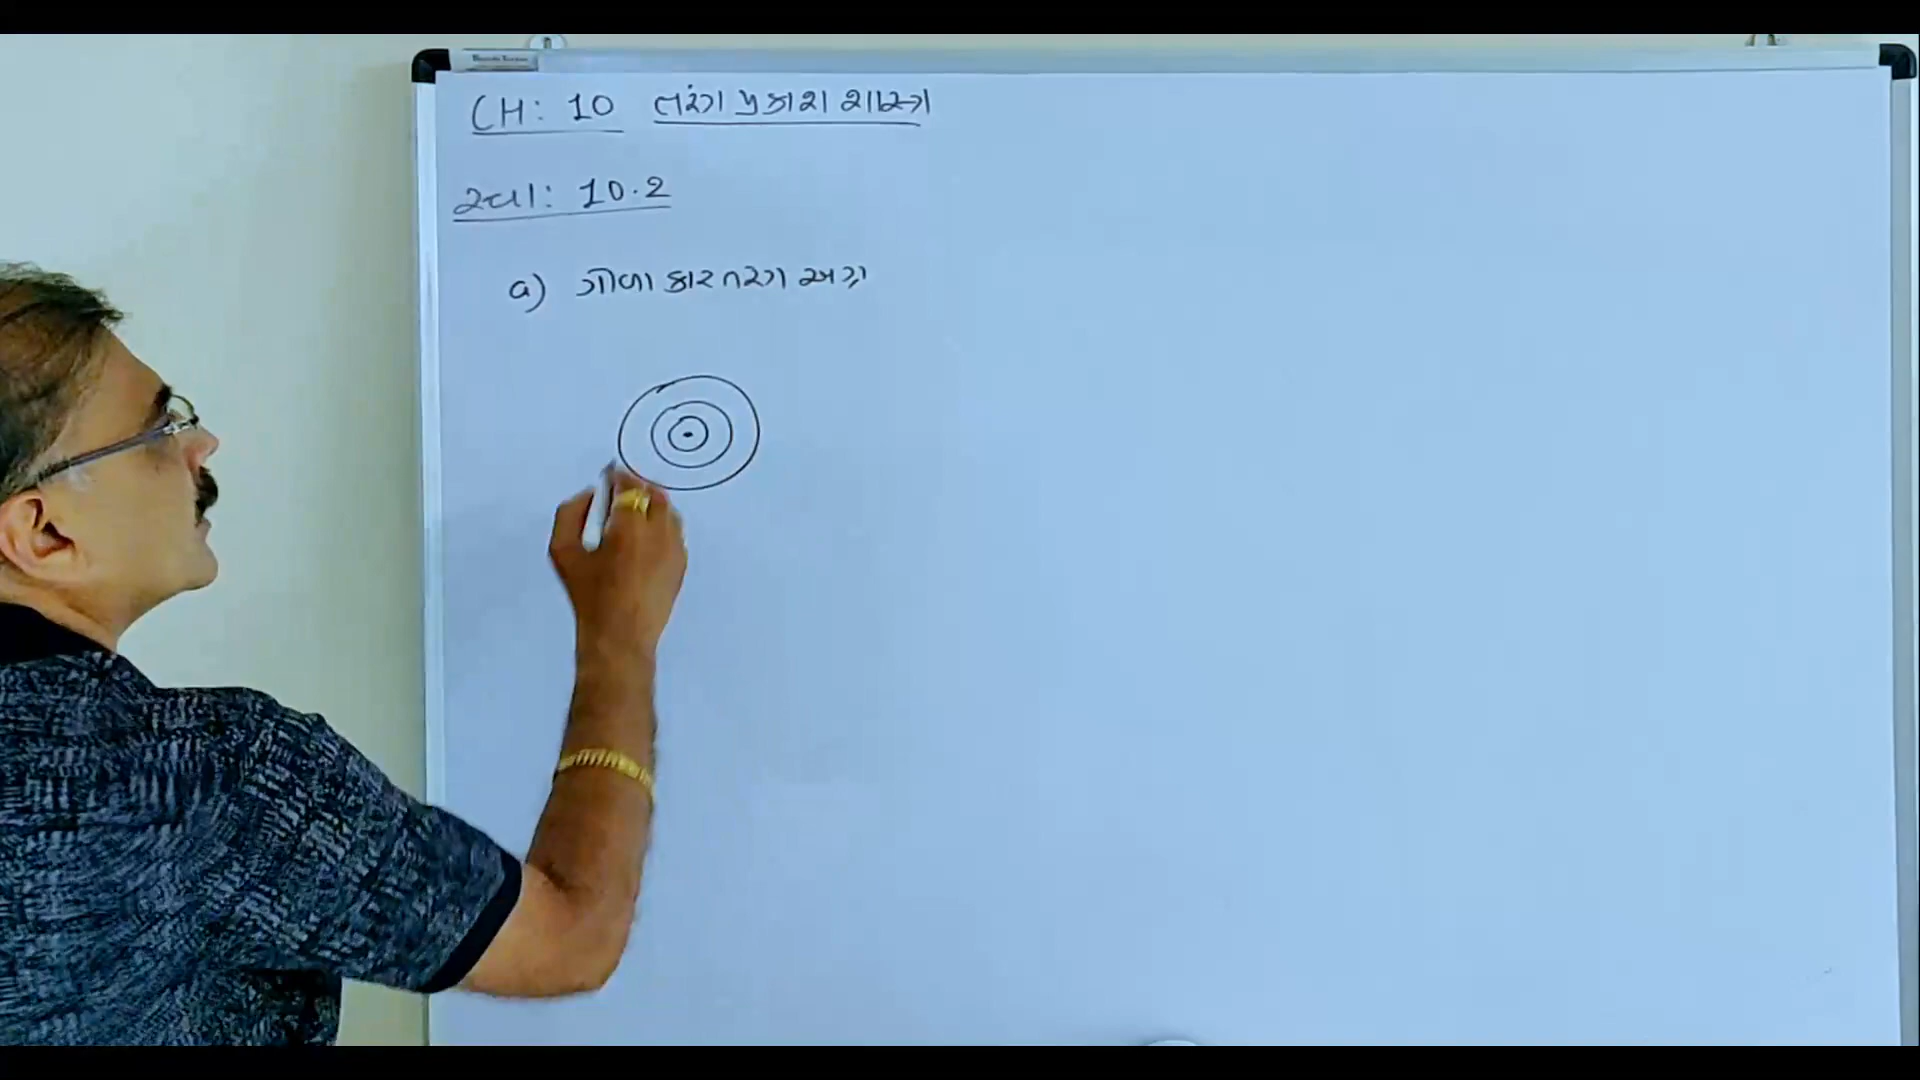 CH: 10 તરંગ પ્રકાશ શાસ્ત્ર
સ્વા: 10.2
a) ગોળાકાર તરંગ અગ્ર